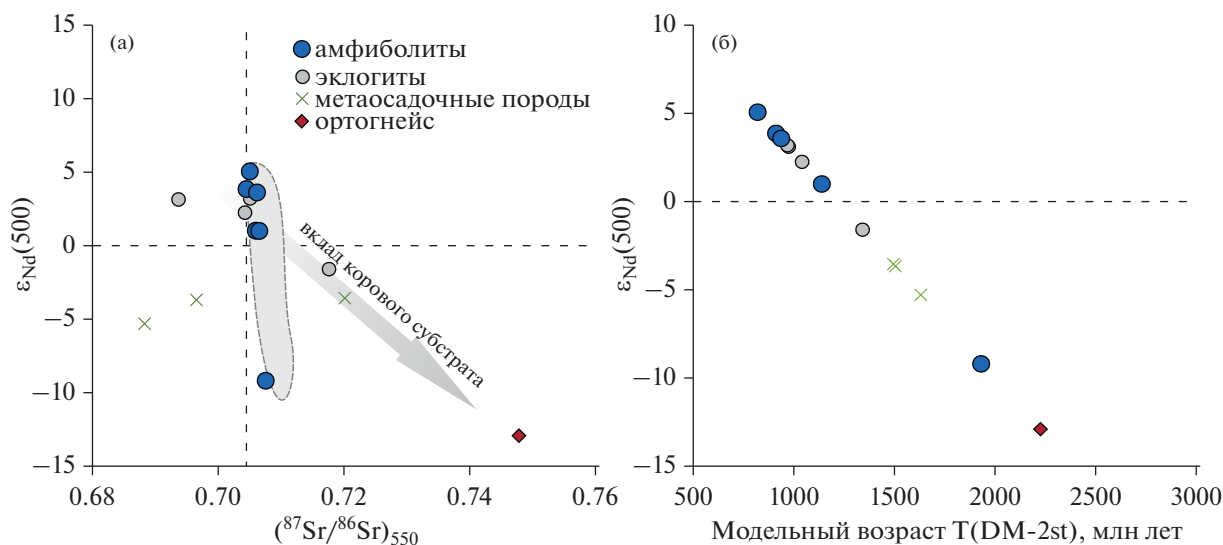 (а)
амфиболиты
эклогиты
метаосадочные породы
ортогнейс
вклад корового субстрата
15
10
5
0
−5
−10
−15
εNd(500)
0.68 0.70 0.72 0.74 0.76
(87Sr/86Sr)550
(б)
15
10
5
0
−5
−10
−15
εNd(500)
500 1000 1500 2000 2500 3000
Модельный возраст T(DM-2st), млн лет